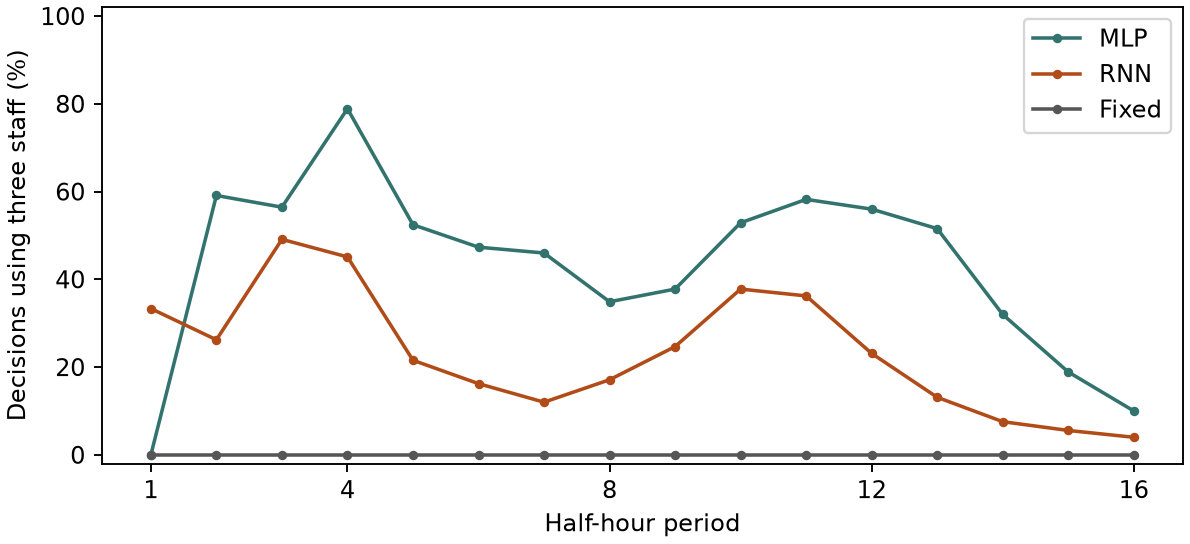 100
80
60
40
20
0
Decisions using three staff (%)
MLP
RNN
Fixed
1
4
8
12
16
Half-hour period